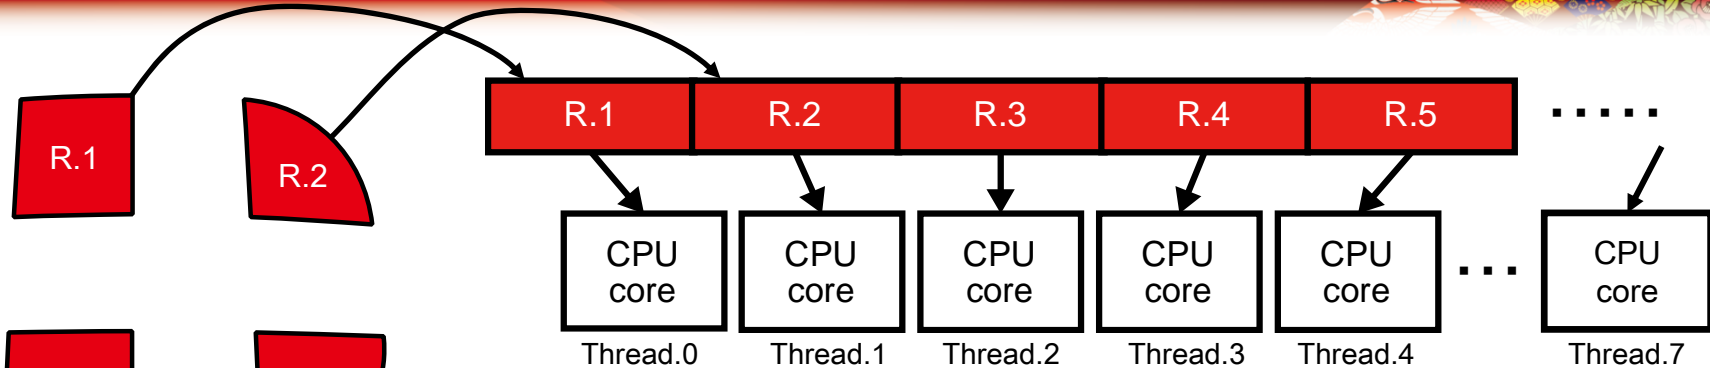 R.1
R.2
R.1 R.2 R.3 R.4 R.5 .....
CPU core
CPU core
CPU core
CPU core
CPU core
...
CPU core
Thread.0 Thread.1 Thread.2 Thread.3 Thread.4 Thread.7